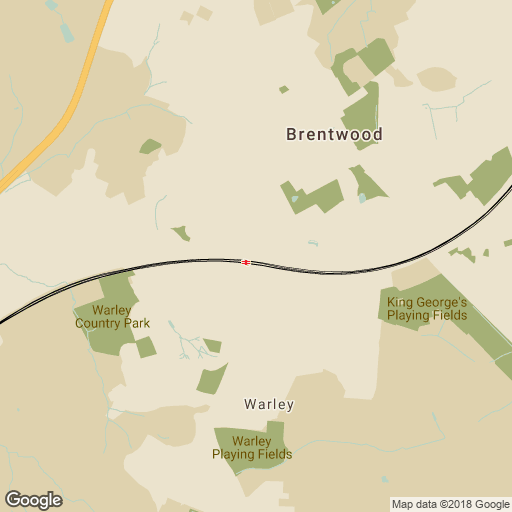 Brentwood
Warley
Country Park
King George's
Playing Fields
Warley
Warley
Playing Fields
Google
Map data ©2018 Google